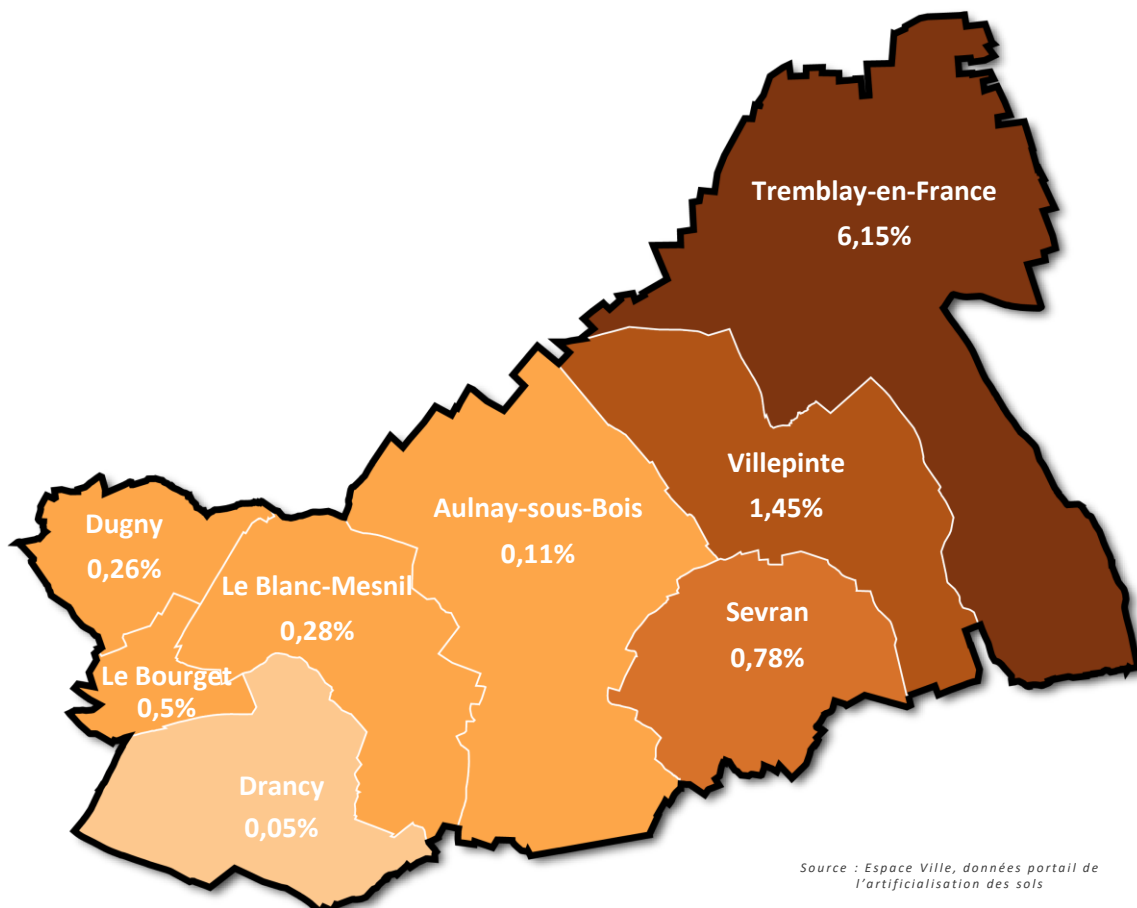 Tremblay-en-France
6,15%
Villepinte
1,45%
Aulnay-sous-Bois
0,11%
Dugny
0,26%
Le Blanc-Mesnil
0,28%
Sevran
0,78%
Le Bourget
0,5%
Drancy
0,05%
Source : Espace Ville, données portail de
l'artificialisation des sols